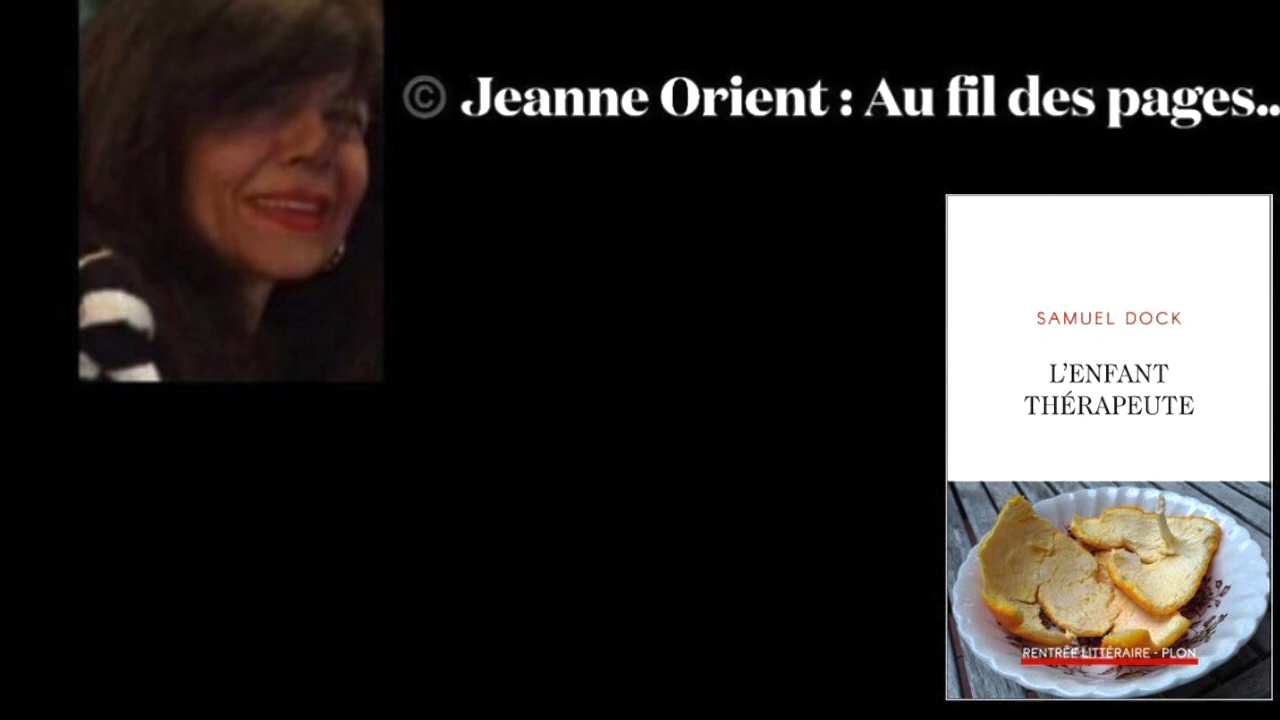 © Jeanne Orient : Au fil des pages..
SAMUEL DOCK
L'ENFANT
THÉRAPEUTE
RENTRÉE LITTÉRAIRE - PLON